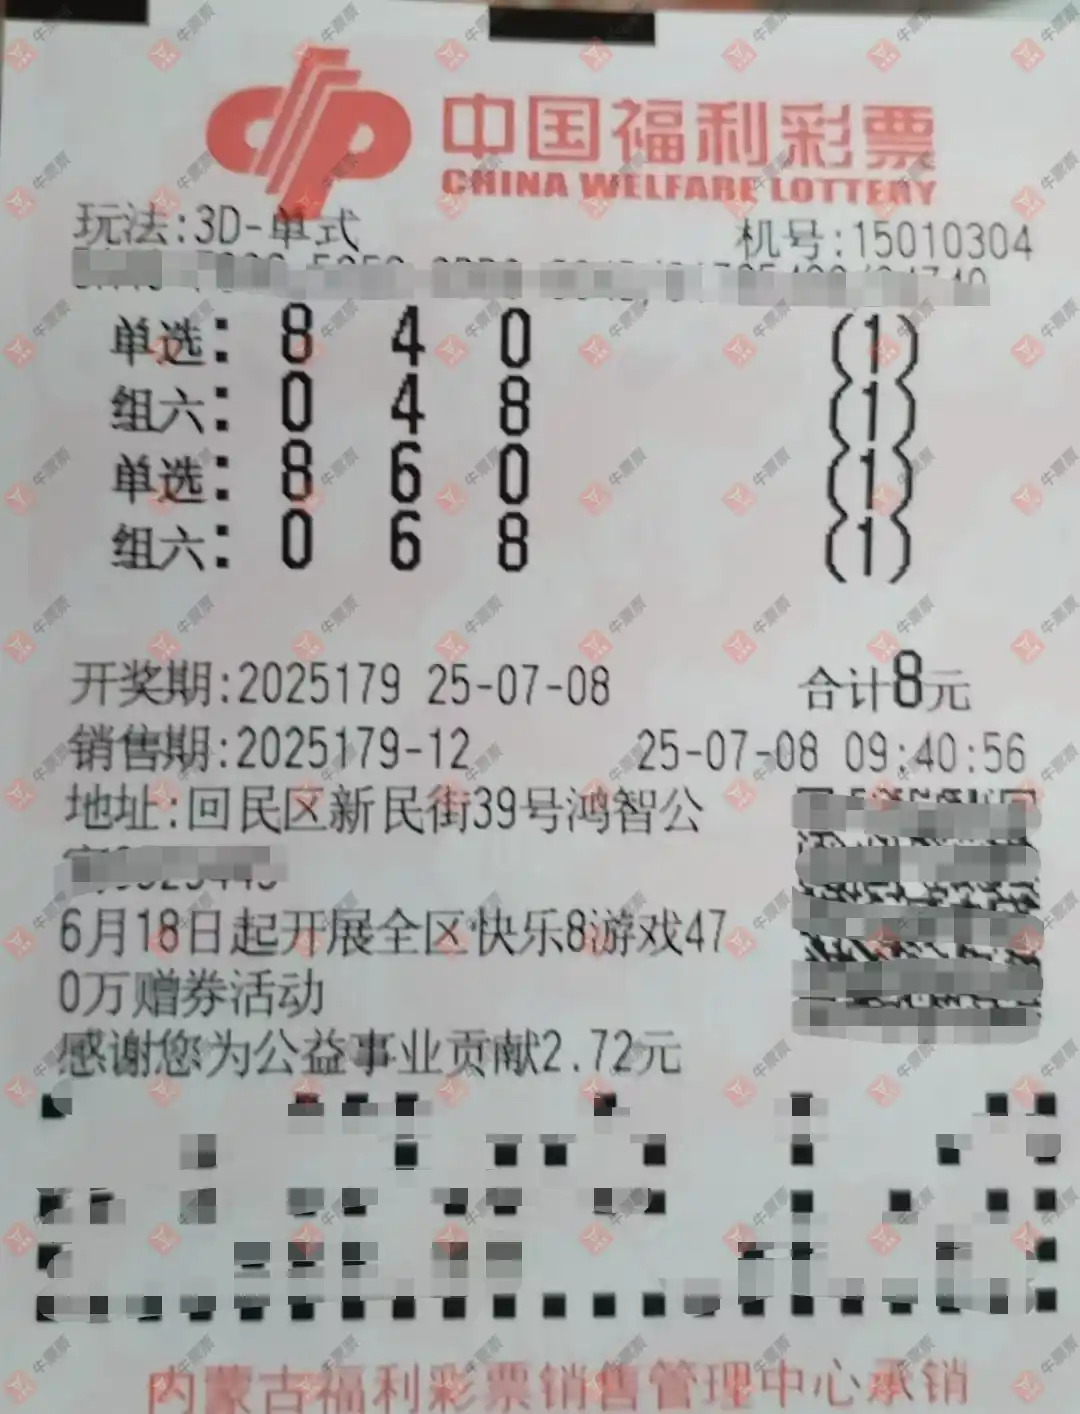 中国福利彩票
CHINA WELFARE LOTTERY
玩法:3D-单式 机号:15010304
单选: 8 4 0 (1)
组六: 0 4 8 (1)
单选: 8 6 0 (1)
组六: 0 6 8 (1)
开奖期:2025179 25-07-08 合计8元
销售期:2025179-12 25-07-08 09:40:56
地址:回民区新民街39号鸿智公
6月18日起开展全区快乐8游戏47
0万赠券活动
感谢您为公益事业贡献2.72元
内蒙古福利彩票销售管理中心承销
牛票票